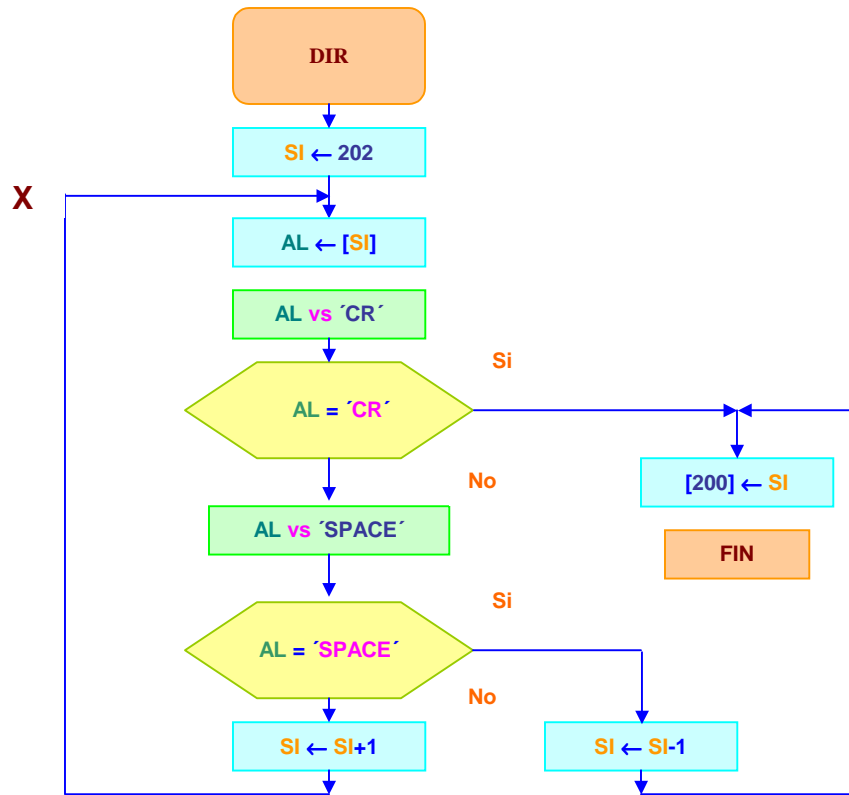 DIR
SI ← 202
X
AL ← [SI]
AL vs ´CR´
Si
AL = ´CR´
No
[200] ← SI
AL vs ´SPACE´
FIN
Si
AL = ´SPACE´
No
SI ← SI+1
SI ← SI-1